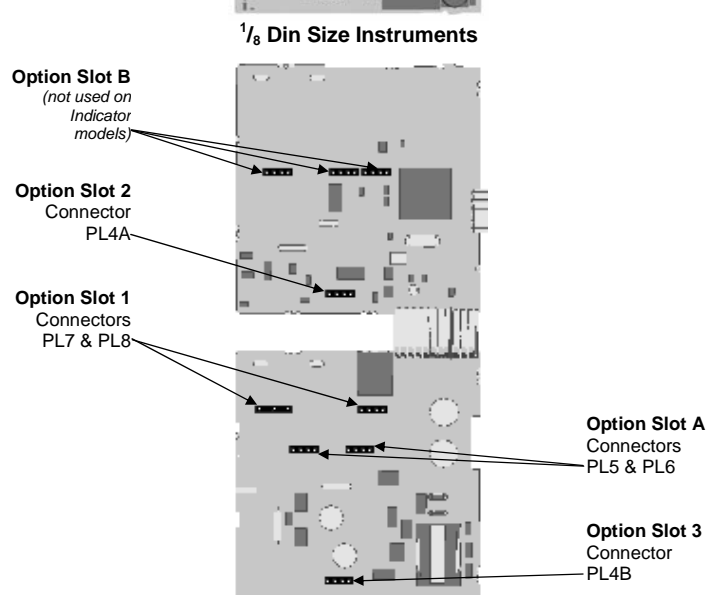 1/8 Din Size Instruments
Option Slot B
(not used on
Indicator
models)
Option Slot 2
Connector
PL4A
Option Slot 1
Connectors
PL7 & PL8
Option Slot A
Connectors
PL5 & PL6
Option Slot 3
Connector
PL4B